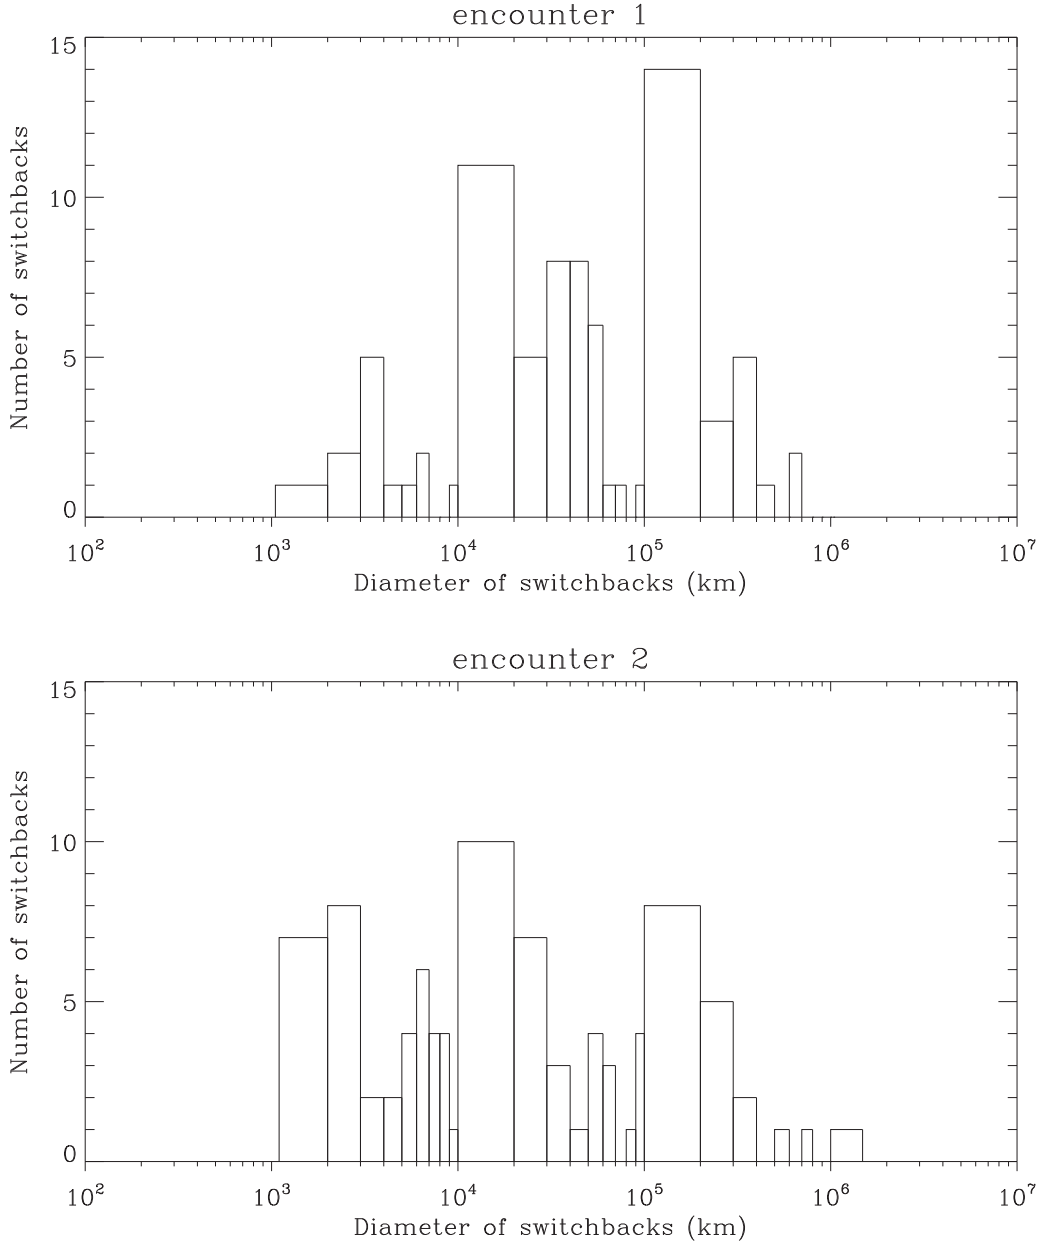 encounter 1
15
10
5
0
Number of switchbacks
10² 10³ 10⁴ 10⁵ 10⁶ 10⁷
Diameter of switchbacks (km)
encounter 2
15
10
5
0
Number of switchbacks
10² 10³ 10⁴ 10⁵ 10⁶ 10⁷
Diameter of switchbacks (km)